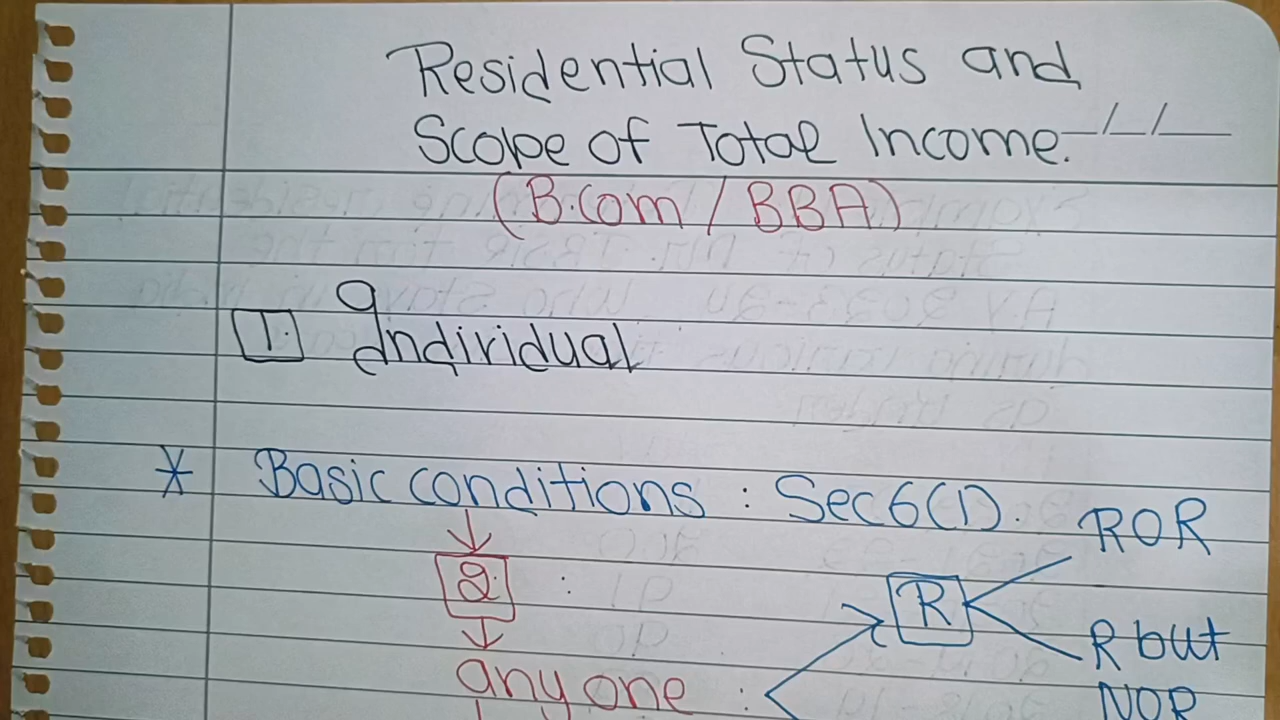 Residential Status and
Scope of Total Income.
(B.Com / BBA)
1. Individual
* Basic conditions : Sec 6(1).
ROR
2 :
R
R but
any one :
NOR